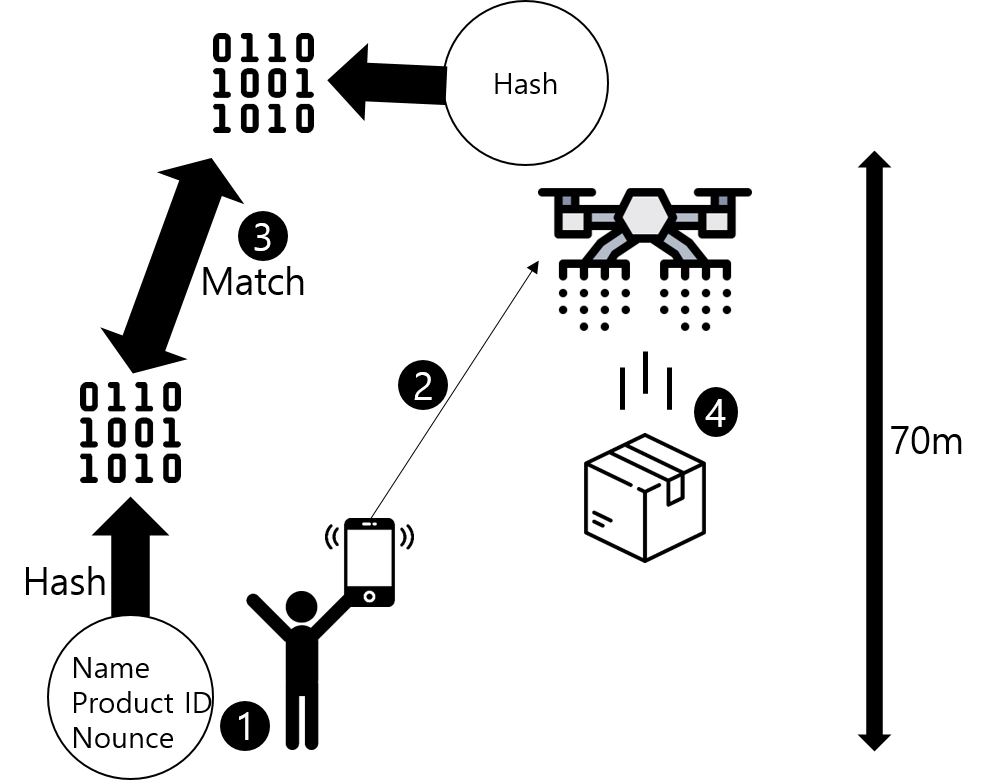 0110
1001
1010
Hash
3
Match
2
0110
1001
1010
4
70m
Hash
Name
Product ID
Nounce
1